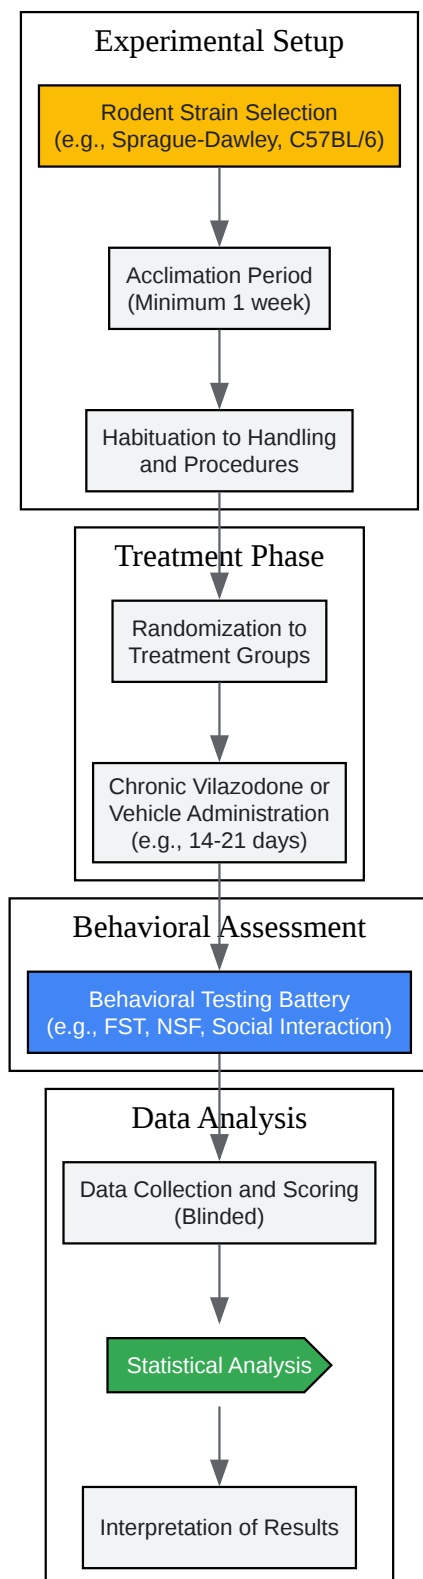 Experimental Setup
Rodent Strain Selection
(e.g., Sprague-Dawley, C57BL/6)
Acclimation Period
(Minimum 1 week)
Habituation to Handling
and Procedures
Treatment Phase
Randomization to
Treatment Groups
Chronic Vilazodone or
Vehicle Administration
(e.g., 14-21 days)
Behavioral Assessment
Behavioral Testing Battery
(e.g., FST, NSF, Social Interaction)
Data Analysis
Data Collection and Scoring
(Blinded)
Statistical Analysis
Interpretation of Results